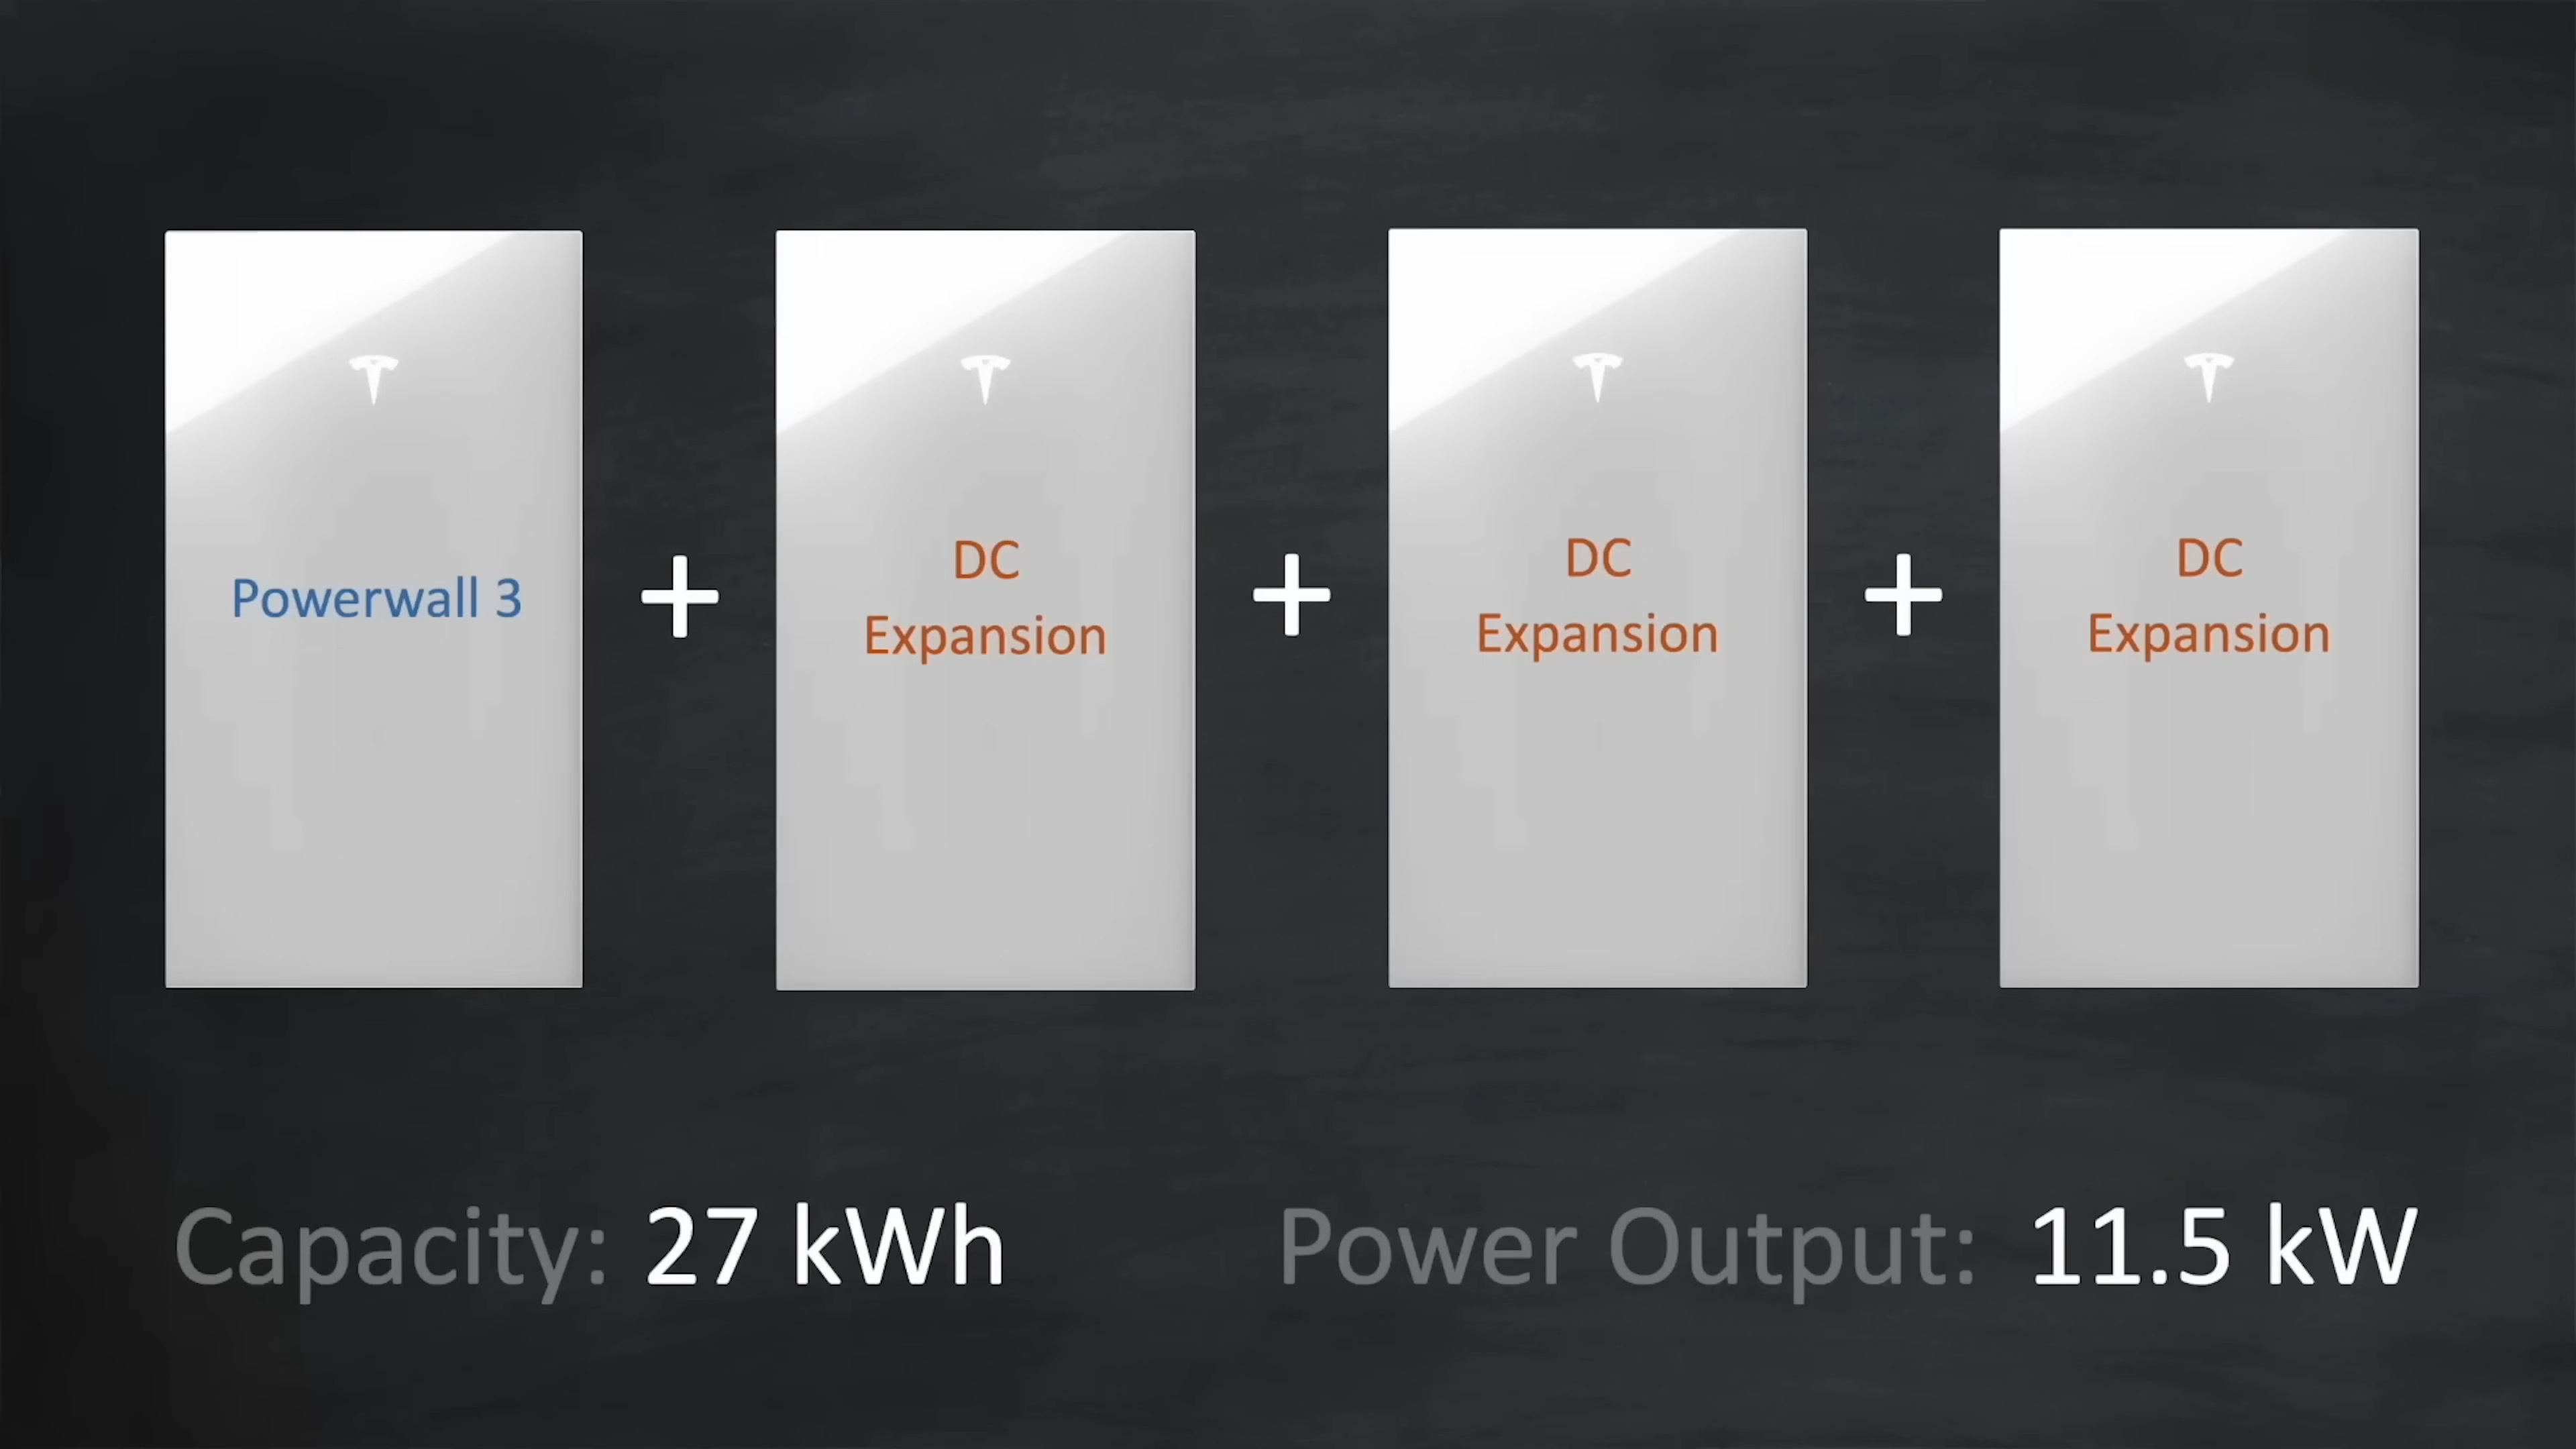 Powerwall 3
+
DC
Expansion
+
DC
Expansion
+
DC
Expansion
Capacity: 27 kWh
Power Output: 11.5 kW